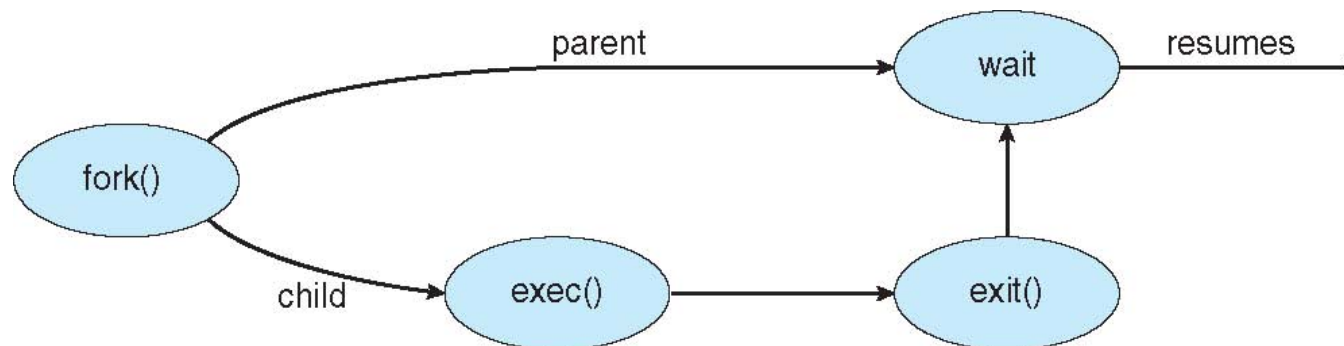 parent
wait
resumes
fork()
child
exec()
exit()